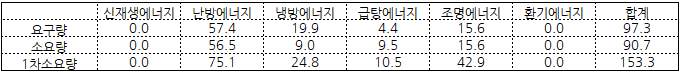 신재생에너지 난방에너지 냉방에너지 급탕에너지 조명에너지 환기에너지 합계
요구량 0.0 57.4 19.9 4.4 15.6 0.0 97.3
소요량 0.0 56.5 9.0 9.5 15.6 0.0 90.7
1차소요량 0.0 75.1 24.8 10.5 42.9 0.0 153.3